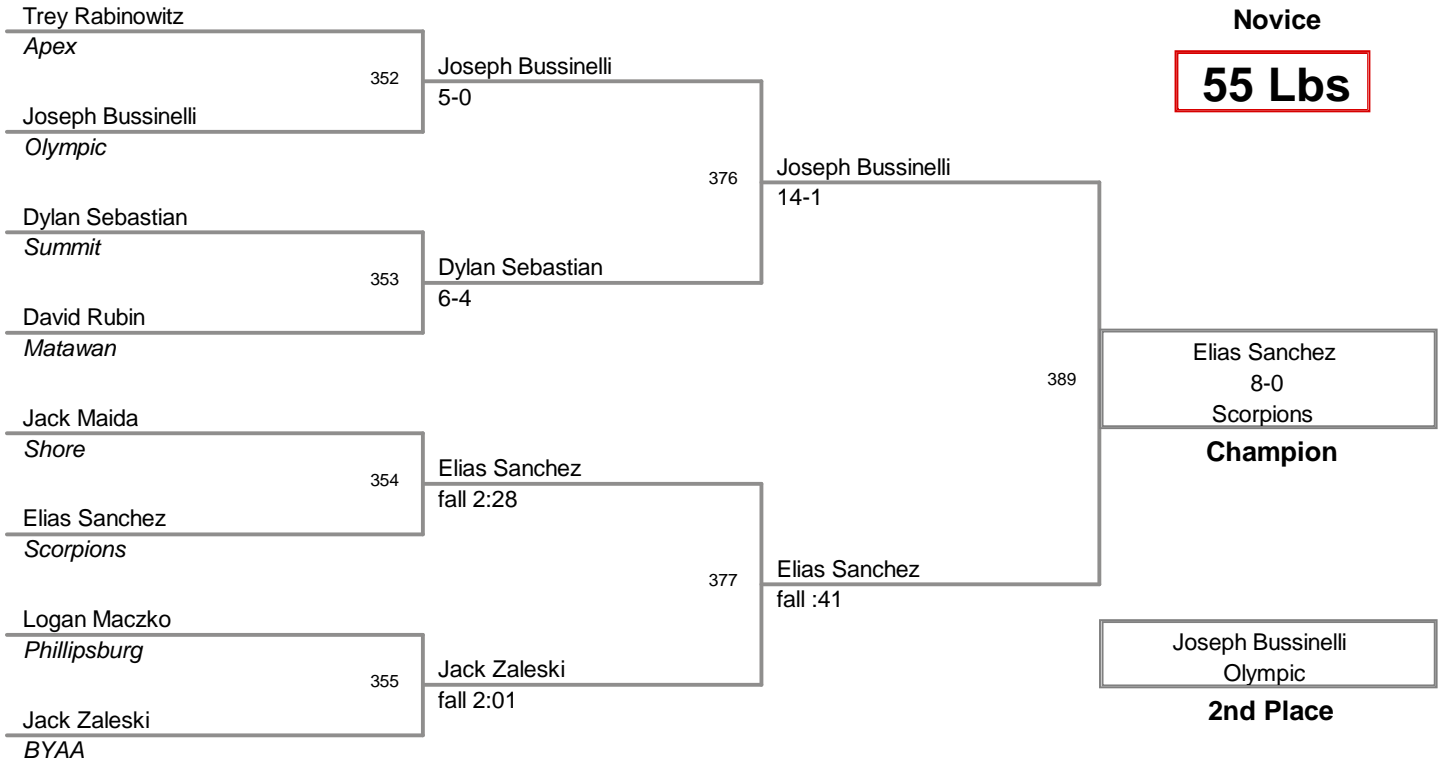 Trey Rabinowitz
Apex
352
Joseph Bussinelli
5-0
Joseph Bussinelli
Olympic
376
Joseph Bussinelli
14-1
Dylan Sebastian
Summit
353
Dylan Sebastian
6-4
David Rubin
Matawan
389
Jack Maida
Shore
354
Elias Sanchez
fall 2:28
Elias Sanchez
Scorpions
377
Elias Sanchez
fall :41
Logan Maczko
Phillipsburg
355
Jack Zaleski
fall 2:01
Jack Zaleski
BYAA
Novice
55 Lbs
Elias Sanchez
8-0
Scorpions
Champion
Joseph Bussinelli
Olympic
2nd Place